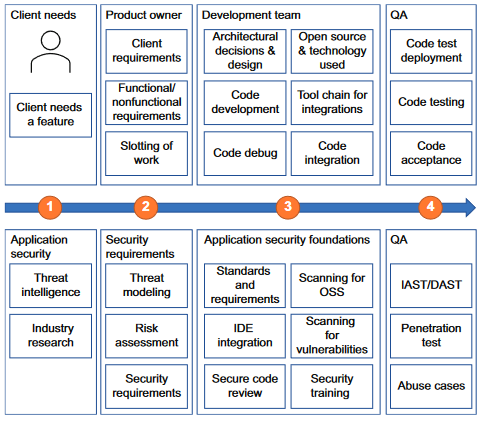 Client needs
Client needs
a feature
Product owner
Client
requirements
Functional/
nonfunctional
requirements
Slotting of
work
Development team
Architectural
decisions &
design
Open source
& technology
used
Code
development
Tool chain for
integrations
Code debug
Code
integration
QA
Code test
deployment
Code testing
Code
acceptance
1
2
3
4
Application
security
Threat
intelligence
Industry
research
Security
requirements
Threat
modeling
Risk
assessment
Security
requirements
Application security foundations
Standards
and
requirements
Scanning for
OSS
IDE
integration
Scanning
for
vulnerabilities
Secure code
review
Security
training
QA
IAST/DAST
Penetration
test
Abuse cases